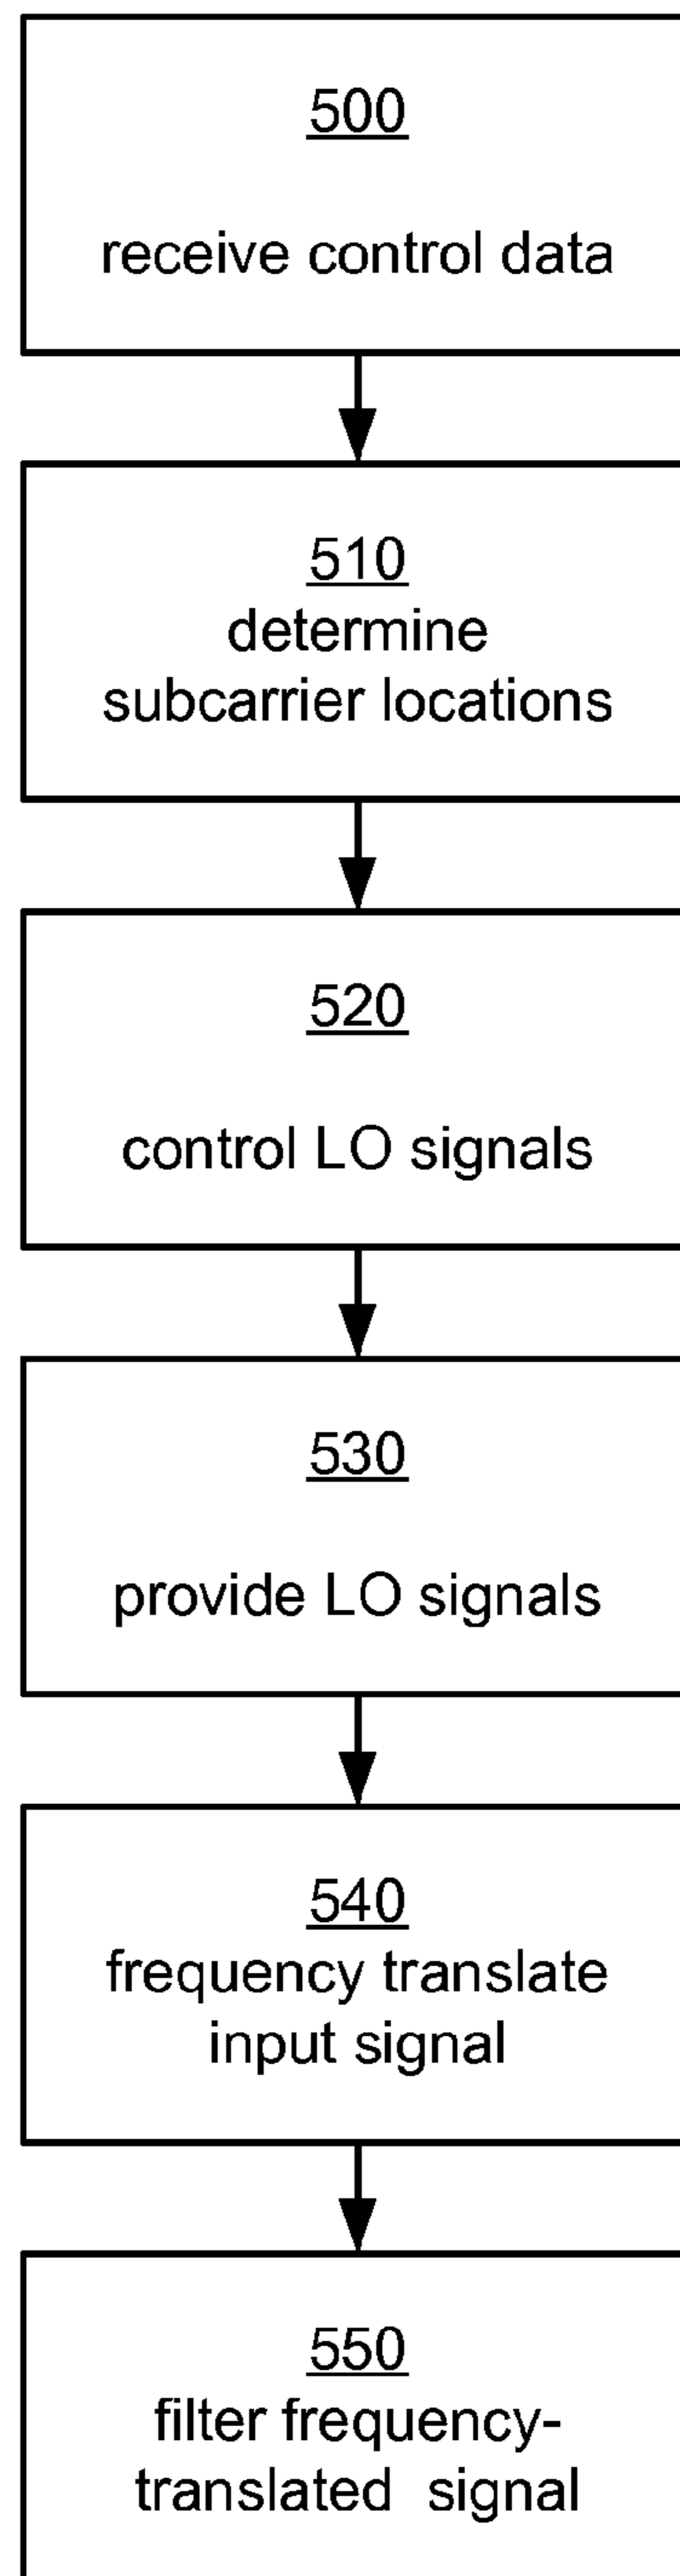 500
receive control data
510
determine
subcarrier locations
520
control LO signals
530
provide LO signals
540
frequency translate
input signal
550
filter frequency-
translated  signal